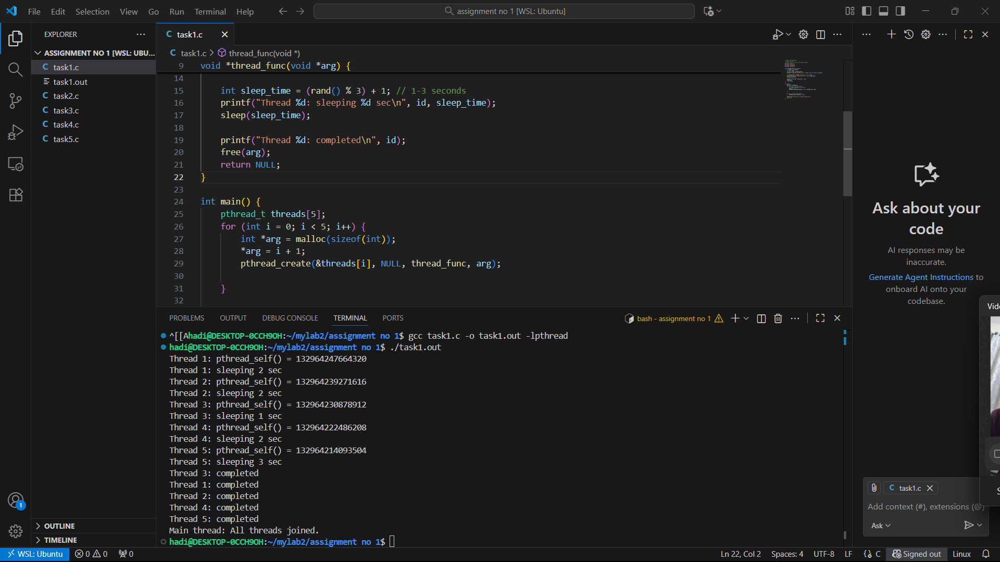 File Edit Selection View Go Run Terminal Help
assignment no 1 [WSL: Ubuntu]
EXPLORER
ASSIGNMENT NO 1 [WSL: UBU...
C task1.c
task1.out
C task2.c
C task3.c
C task4.c
C task5.c
OUTLINE
TIMELINE
C task1.c
C task1.c > thread_func(void *)
9 void *thread_func(void *arg) {
14
15 int sleep_time = (rand() % 3) + 1; // 1-3 seconds
16 printf("Thread %d: sleeping %d sec\n", id, sleep_time);
17 sleep(sleep_time);
18
19 printf("Thread %d: completed\n", id);
20 free(arg);
21 return NULL;
22 }
23
24 int main() {
25 pthread_t threads[5];
26 for (int i = 0; i < 5; i++) {
27 int *arg = malloc(sizeof(int));
28 *arg = i + 1;
29 pthread_create(&threads[i], NULL, thread_func, arg);
30
31 }
32
PROBLEMS OUTPUT DEBUG CONSOLE TERMINAL PORTS
bash - assignment no 1
^[[Ahadi@DESKTOP-0CCH9OH:~/mylab2/assignment no 1$ gcc task1.c -o task1.out -lpthread
hadi@DESKTOP-0CCH9OH:~/mylab2/assignment no 1$ ./task1.out
Thread 1: pthread_self() = 132964247664320
Thread 1: sleeping 2 sec
Thread 2: pthread_self() = 132964239271616
Thread 2: sleeping 2 sec
Thread 3: pthread_self() = 132964230878912
Thread 3: sleeping 1 sec
Thread 4: pthread_self() = 132964222486208
Thread 4: sleeping 2 sec
Thread 5: pthread_self() = 132964214093504
Thread 5: sleeping 3 sec
Thread 3: completed
Thread 1: completed
Thread 2: completed
Thread 4: completed
Thread 5: completed
Main thread: All threads joined.
hadi@DESKTOP-0CCH9OH:~/mylab2/assignment no 1$
Ask about your
code
AI responses may be
inaccurate.
Generate Agent Instructions to
onboard AI onto your
codebase.
C task1.c
Add context (#), extensions (@)
Ask
1
WSL: Ubuntu 0 0 0
Ln 22, Col 2 Spaces: 4 UTF-8 LF C Signed out Linux